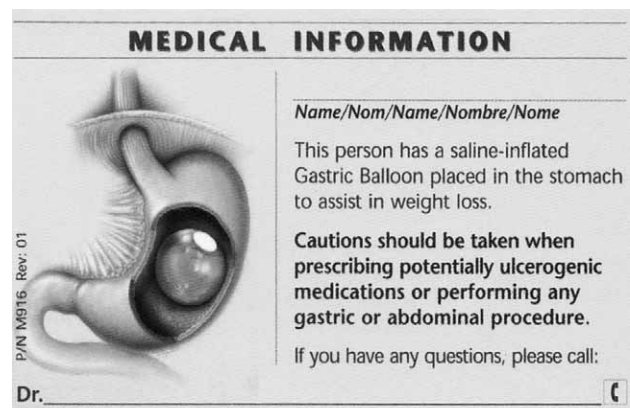 MEDICAL INFORMATION
Name/Nom/Name/Nombre/Nome
This person has a saline-inflated
Gastric Balloon placed in the stomach
to assist in weight loss.
Cautions should be taken when
prescribing potentially ulcerogenic
medications or performing any
gastric or abdominal procedure.
If you have any questions, please call:
P/N M916 Rev: 01
Dr.